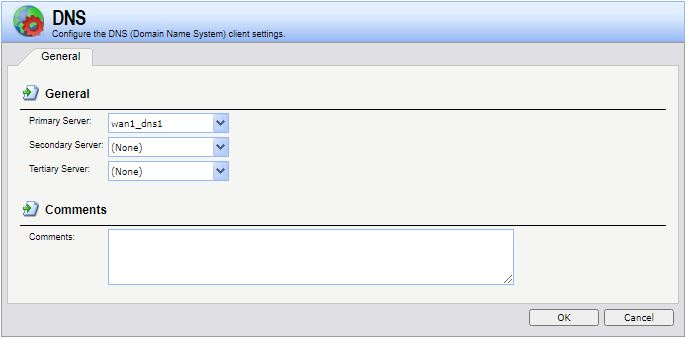 DNS
Configure the DNS (Domain Name System) client settings.
General
General
Primary Server: wan1_dns1
Secondary Server: (None)
Tertiary Server: (None)
Comments
Comments:
OK Cancel